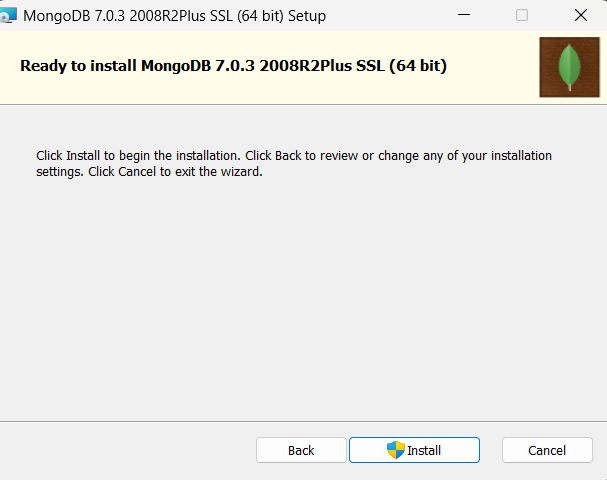 MongoDB 7.0.3 2008R2Plus SSL (64 bit) Setup
Ready to install MongoDB 7.0.3 2008R2Plus SSL (64 bit)
Click Install to begin the installation. Click Back to review or change any of your installation
settings. Click Cancel to exit the wizard.
Back Install Cancel